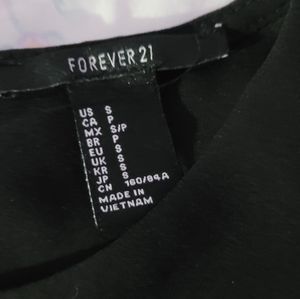 FOREVER 21
US S
CA P
MX S/P
BR P
EU S
UK S
KR S
JP S
CN 160/84A
MADE IN
VIETNAM